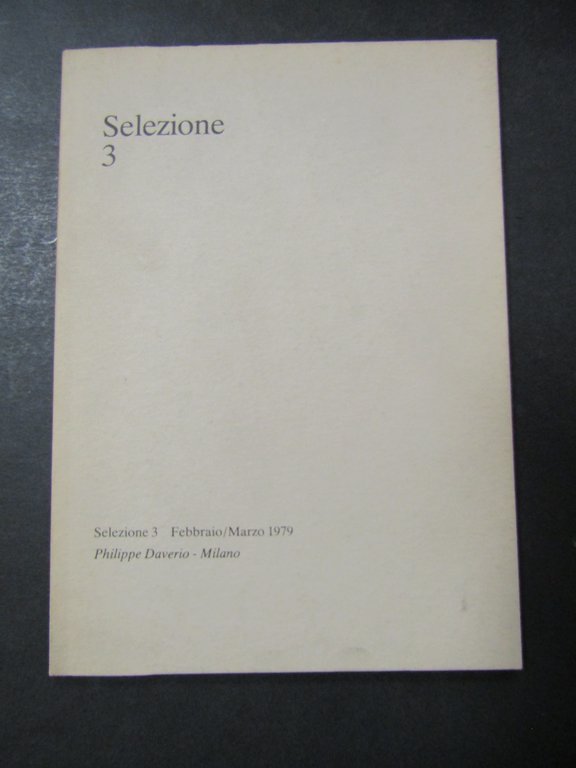 Selezione
3
Selezione 3 Febbraio/Marzo 1979
Philippe Daverio - Milano